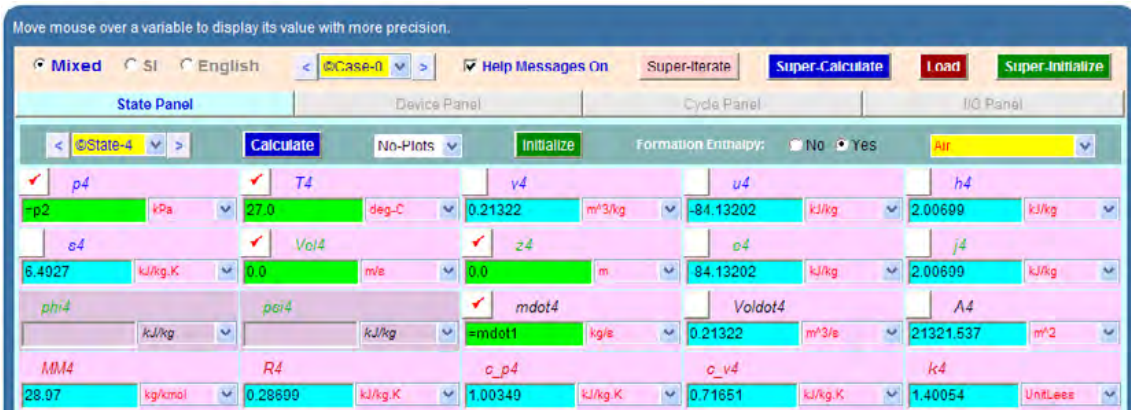 Move mouse over a variable to display its value with more precision.
Mixed SI English < ©Case-0 > Help Messages On Super-Iterate Super-Calculate Load Super-Initialize
State Panel Device Panel Cycle Panel I/O Panel
< ©State-4 > Calculate No-Plots Initialize Formation Enthalpy: No Yes Air
p4 T4 v4 u4 h4
=p2 kPa 27.0 deg-C 0.21322 m^3/kg -84.13202 kJ/kg 2.00699 kJ/kg
s4 Vel4 z4 e4 j4
6.4927 kJ/kg.K 0.0 m/s 0.0 m -84.13202 kJ/kg 2.00699 kJ/kg
phi4 psi4 mdot4 Voldot4 A4
kJ/kg kJ/kg =mdot1 kg/s 0.21322 m^3/s 21321.537 m^2
MM4 R4 c_p4 c_v4 k4
28.97 kg/kmol 0.28699 kJ/kg.K 1.00349 kJ/kg.K 0.71651 kJ/kg.K 1.40054 UnitLess